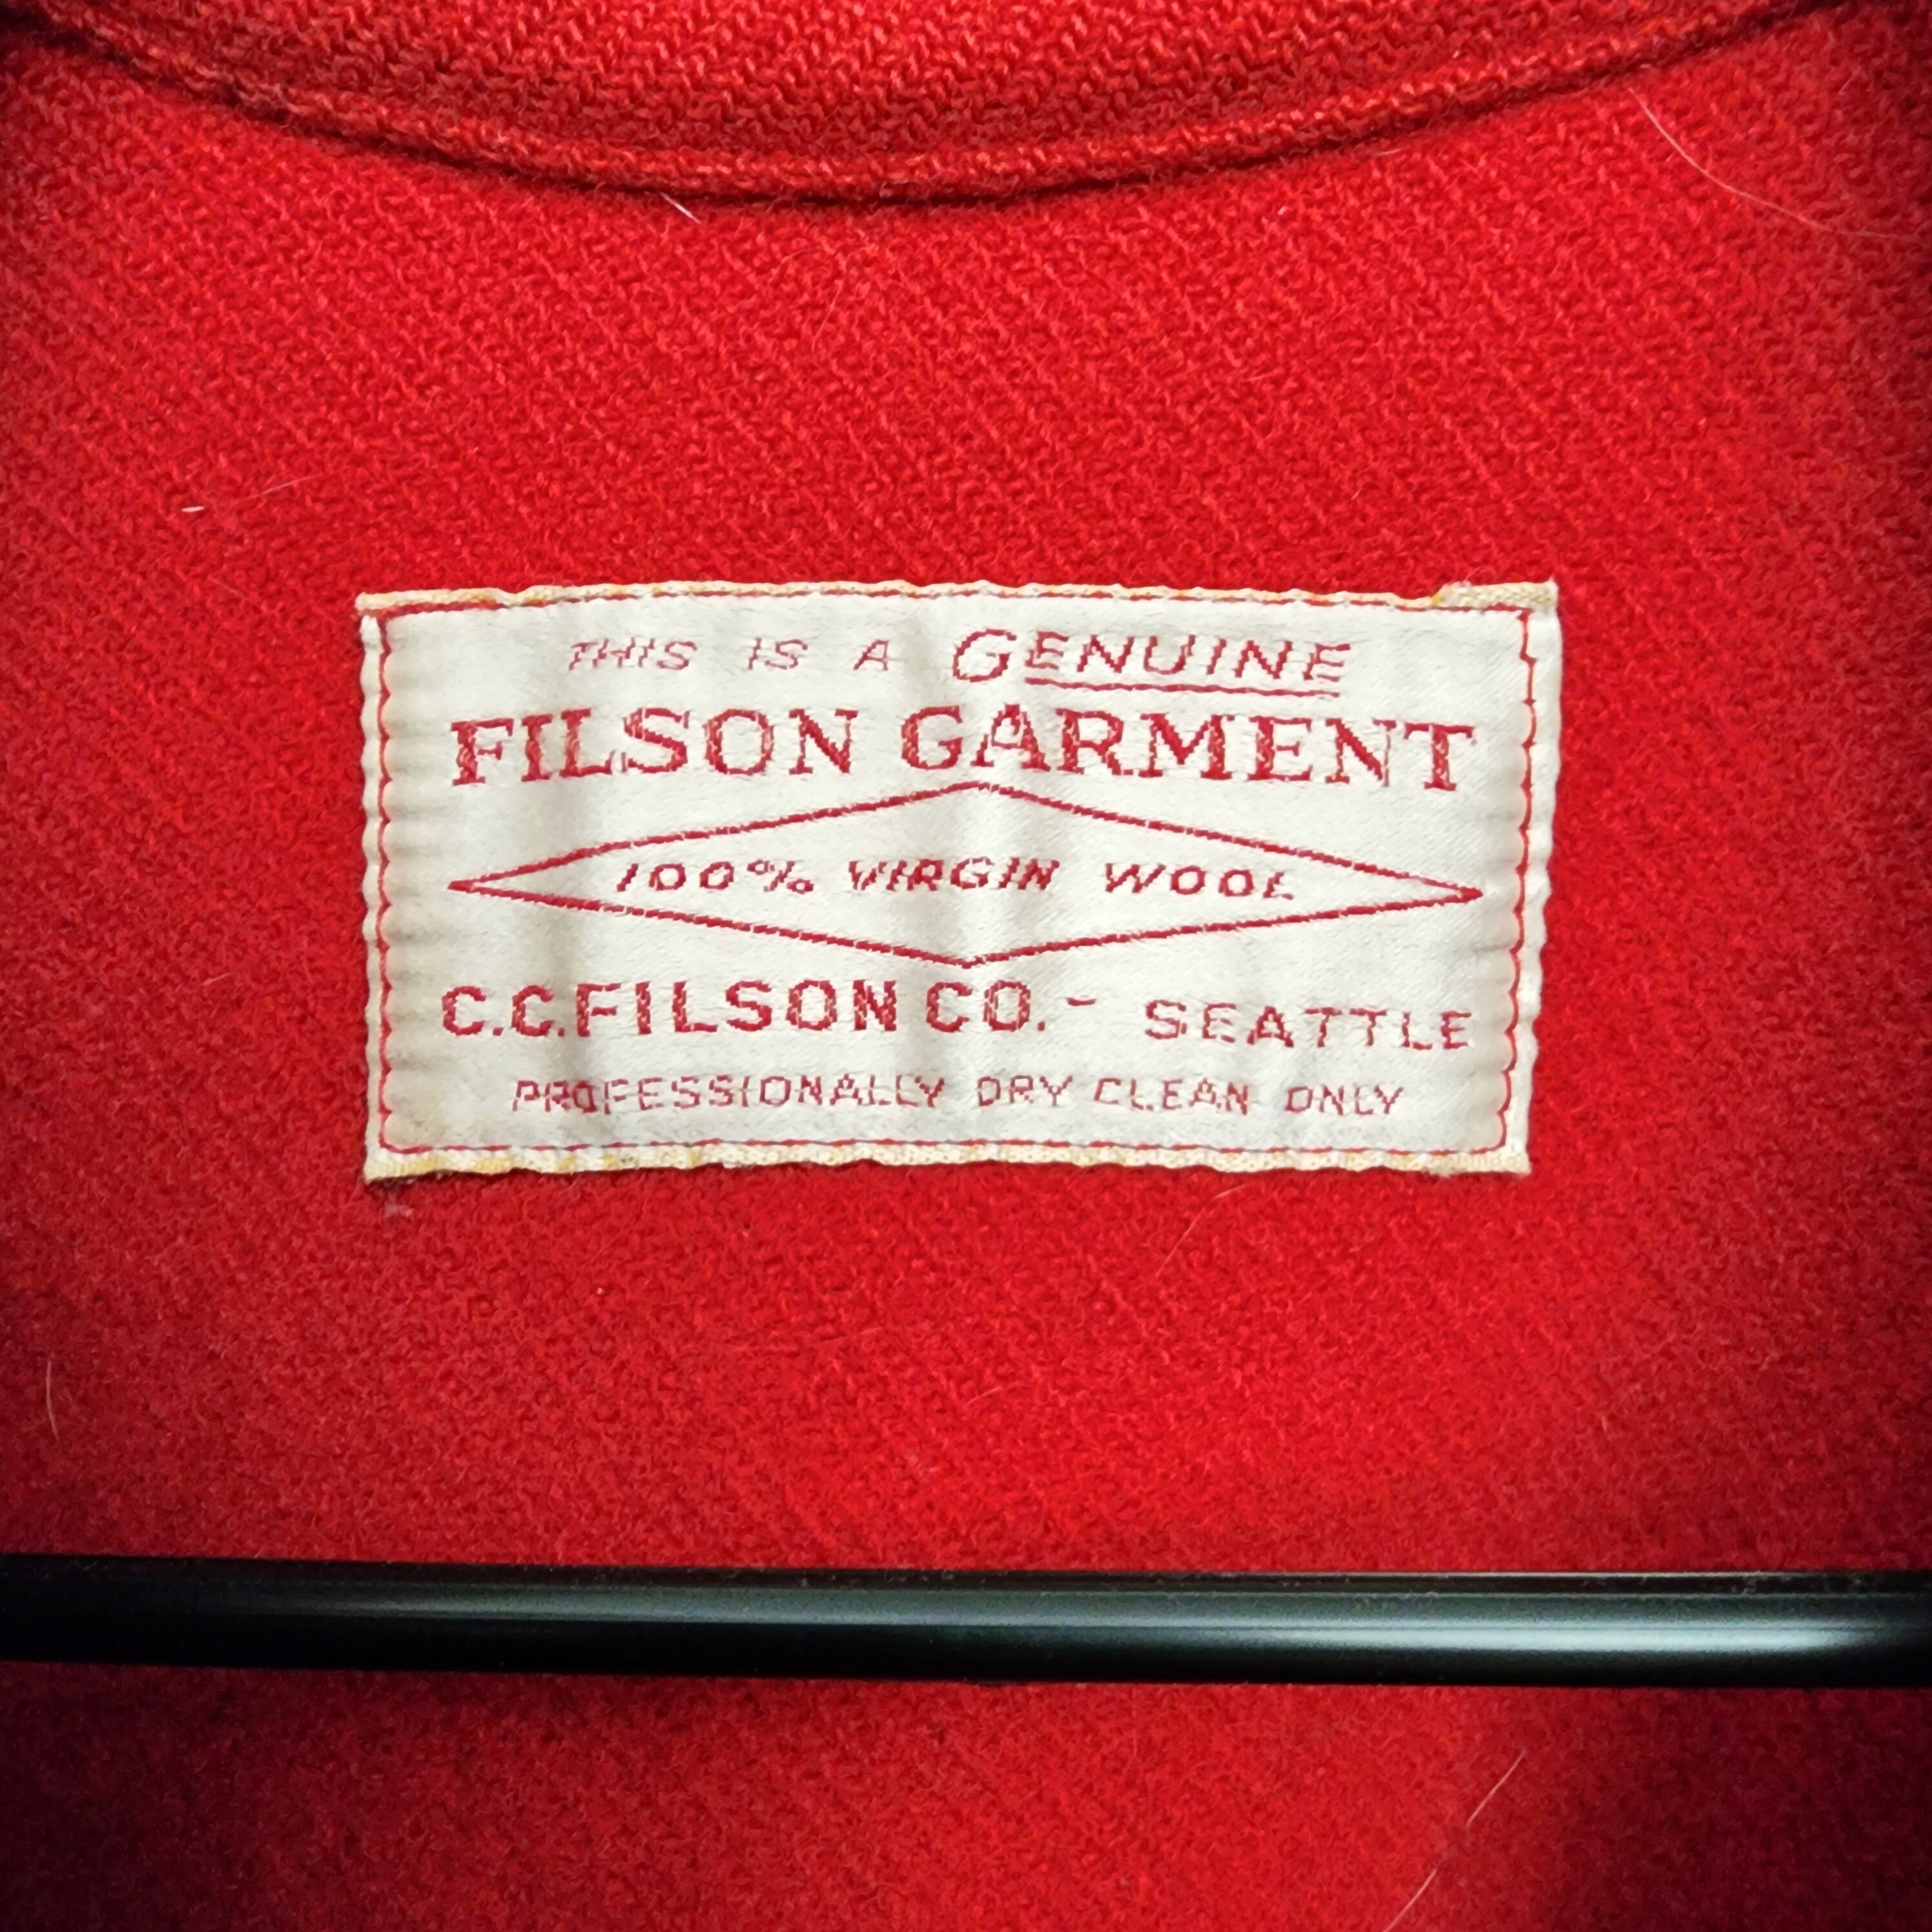 THIS IS A GENUINE
FILSON GARMENT
100% VIRGIN WOOL
C.C.FILSON CO.- SEATTLE
PROFESSIONALLY DRY CLEAN ONLY